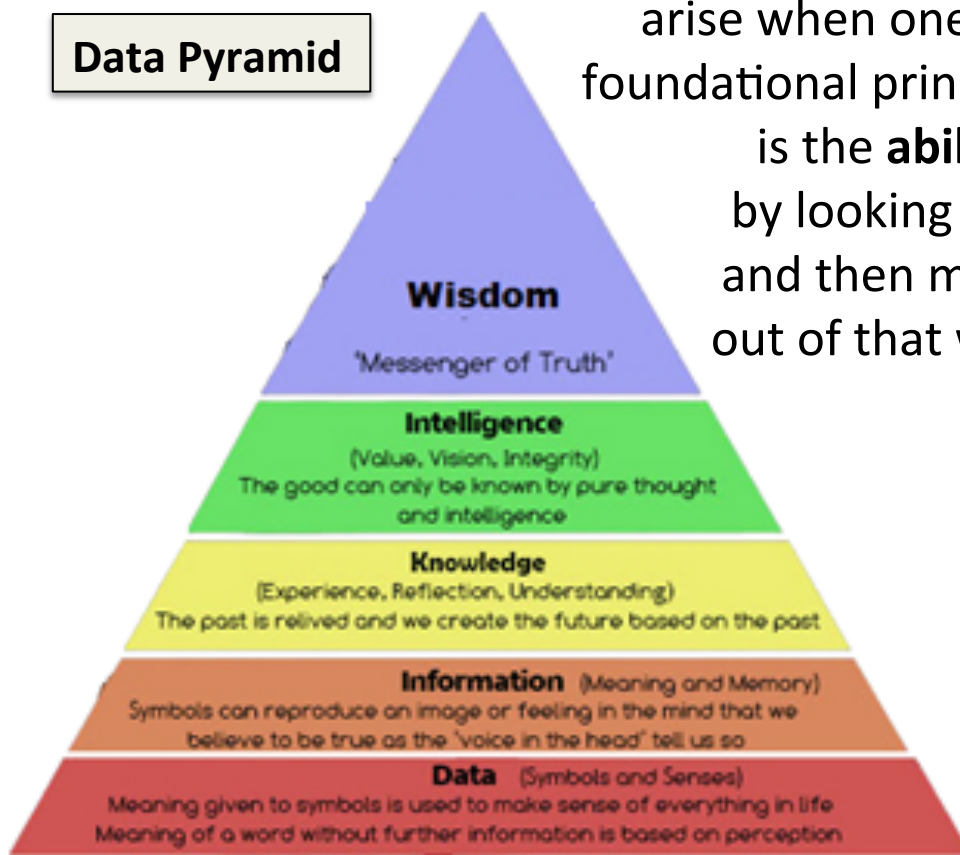 Data Pyramid
arise when one
foundational prin
is the abil
by looking
and then m
out of that
Wisdom
'Messenger of Truth'
Intelligence
(Value, Vision, Integrity)
The good can only be known by pure thought
and intelligence
Knowledge
(Experience, Reflection, Understanding)
The past is relived and we create the future based on the past
Information (Meaning and Memory)
Symbols can reproduce an image or feeling in the mind that we
believe to be true as the 'voice in the head' tell us so
Data (Symbols and Senses)
Meaning given to symbols is used to make sense of everything in life
Meaning of a word without further information is based on perception